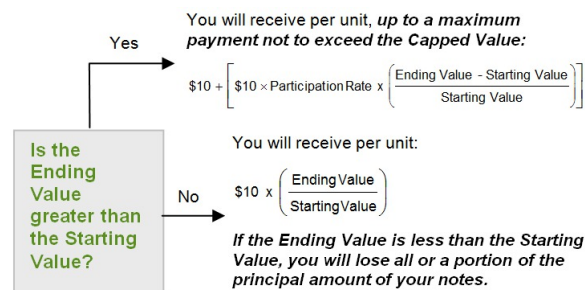 You will receive per unit, up to a maximum
payment not to exceed the Capped Value:
Yes
$10 + [ $10 × Participation Rate x ( Ending Value - Starting Value / Starting Value ) ]
Is the
Ending
Value
greater than
the Starting
Value?
You will receive per unit:
No
$10 x ( Ending Value / Starting Value )
If the Ending Value is less than the Starting
Value, you will lose all or a portion of the
principal amount of your notes.